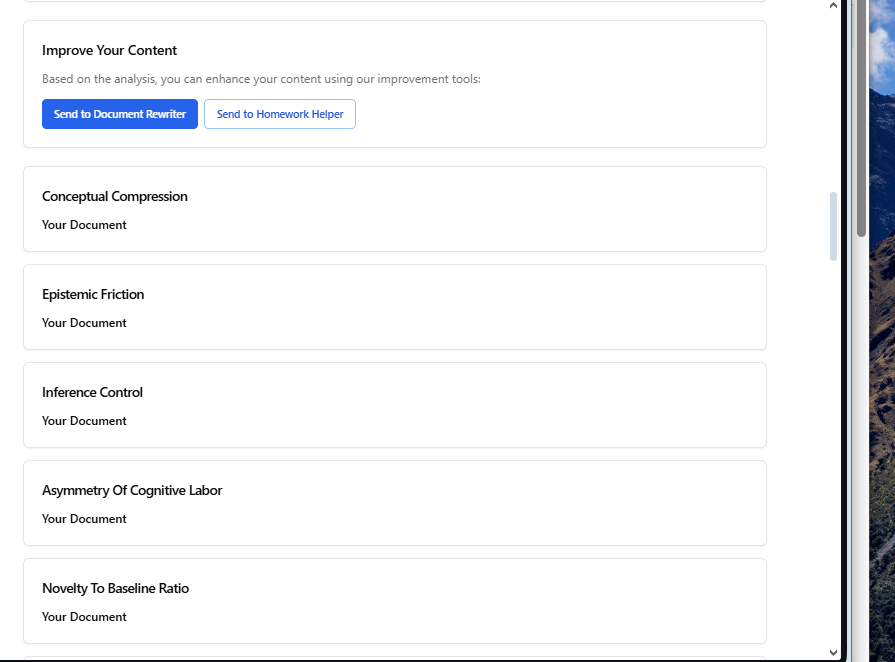 Improve Your Content
Based on the analysis, you can enhance your content using our improvement tools:
Send to Document Rewriter
Send to Homework Helper
Conceptual Compression
Your Document
Epistemic Friction
Your Document
Inference Control
Your Document
Asymmetry Of Cognitive Labor
Your Document
Novelty To Baseline Ratio
Your Document